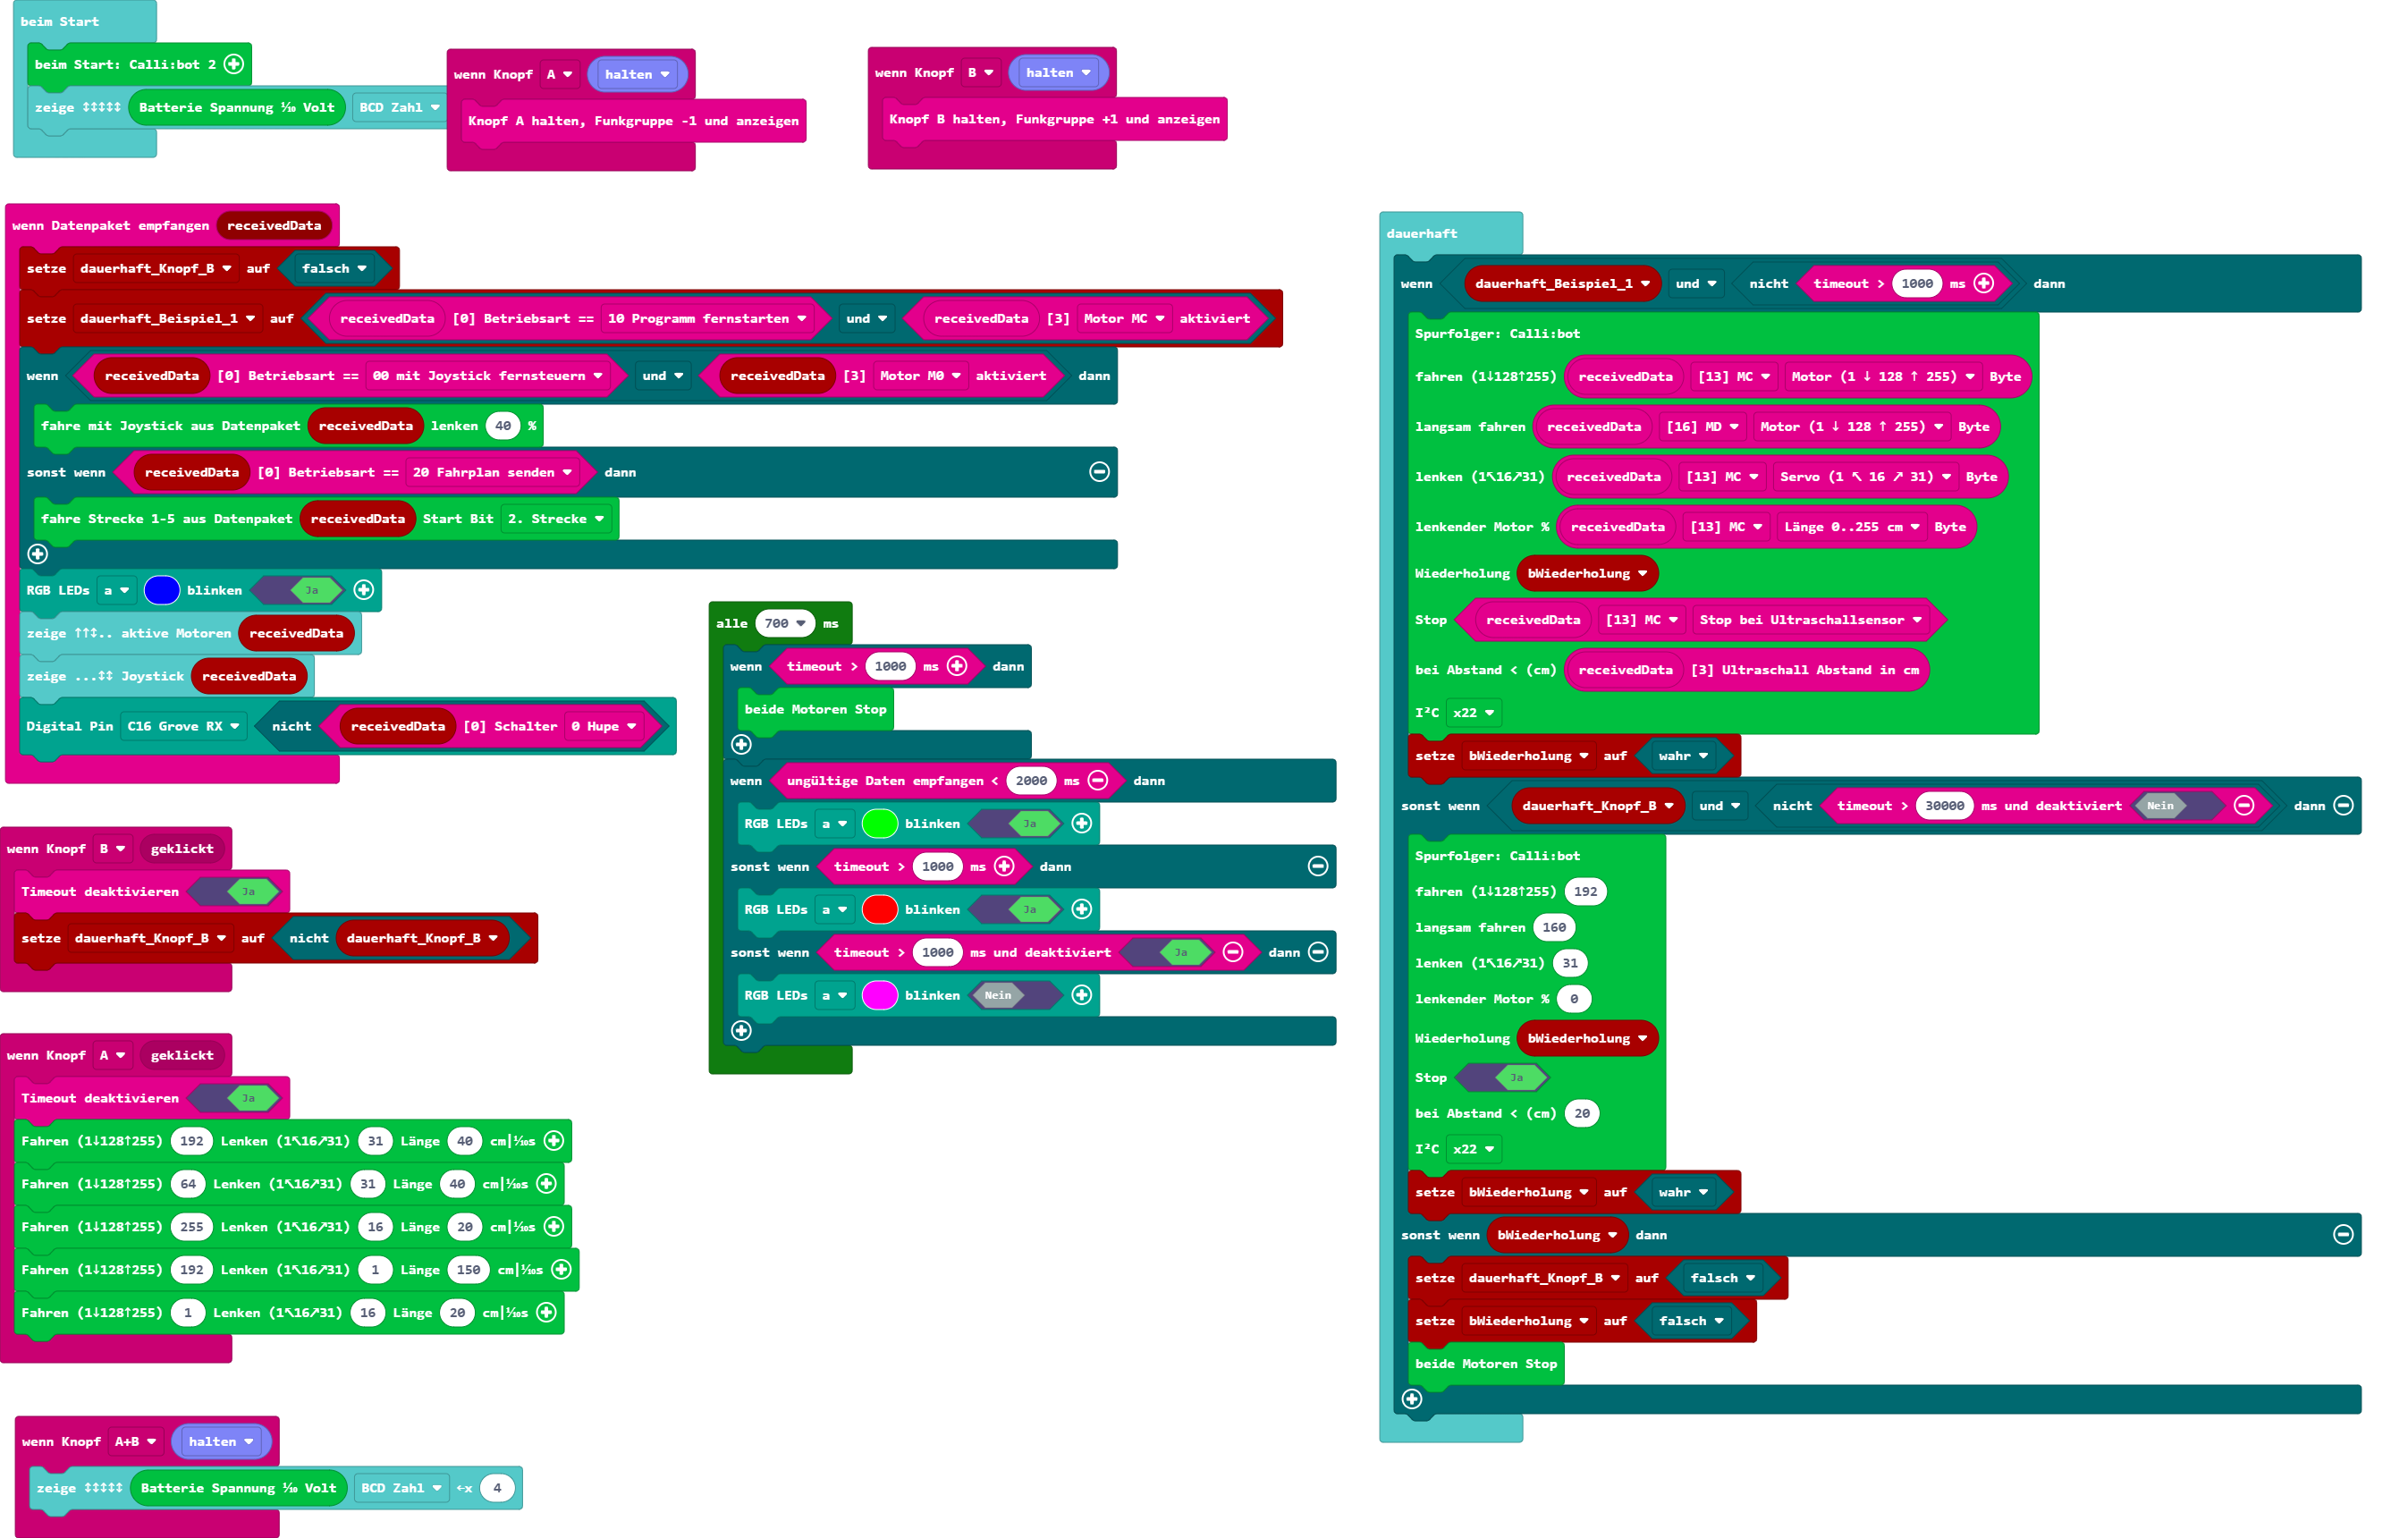 beim Start
beim Start: Calli:bot 2
zeige ↕↕↕↕↕ Batterie Spannung ⅒ Volt BCD Zahl
wenn Knopf A halten
Knopf A halten, Funkgruppe -1 und anzeigen
wenn Knopf B halten
Knopf B halten, Funkgruppe +1 und anzeigen
wenn Datenpaket empfangen receivedData
setze dauerhaft_Knopf_B auf falsch
setze dauerhaft_Beispiel_1 auf receivedData [0] Betriebsart == 10 Programm fernstarten und receivedData [3] Motor MC aktiviert
wenn receivedData [0] Betriebsart == 00 mit Joystick fernsteuern und receivedData [3] Motor M0 aktiviert dann
fahre mit Joystick aus Datenpaket receivedData lenken 40 %
sonst wenn receivedData [0] Betriebsart == 20 Fahrplan senden dann
fahre Strecke 1-5 aus Datenpaket receivedData Start Bit 2. Strecke
RGB LEDs a blinken Ja
zeige ↑↑↕.. aktive Motoren receivedData
zeige ...↕↕ Joystick receivedData
Digital Pin C16 Grove RX nicht receivedData [0] Schalter 0 Hupe
wenn Knopf B geklickt
Timeout deaktivieren Ja
setze dauerhaft_Knopf_B auf nicht dauerhaft_Knopf_B
wenn Knopf A geklickt
Timeout deaktivieren Ja
Fahren (1↓128↑255) 192 Lenken (1↖16↗31) 31 Länge 40 cm|⅒s
Fahren (1↓128↑255) 64 Lenken (1↖16↗31) 31 Länge 40 cm|⅒s
Fahren (1↓128↑255) 255 Lenken (1↖16↗31) 16 Länge 20 cm|⅒s
Fahren (1↓128↑255) 192 Lenken (1↖16↗31) 1 Länge 150 cm|⅒s
Fahren (1↓128↑255) 1 Lenken (1↖16↗31) 16 Länge 20 cm|⅒s
wenn Knopf A+B halten
zeige ↕↕↕↕↕ Batterie Spannung ⅒ Volt BCD Zahl ←x 4
alle 700 ms
wenn timeout > 1000 ms dann
beide Motoren Stop
wenn ungültige Daten empfangen < 2000 ms dann
RGB LEDs a blinken Ja
sonst wenn timeout > 1000 ms dann
RGB LEDs a blinken Ja
sonst wenn timeout > 1000 ms und deaktiviert Ja dann
RGB LEDs a blinken Nein
dauerhaft
wenn dauerhaft_Beispiel_1 und nicht timeout > 1000 ms dann
Spurfolger: Calli:bot
fahren (1↓128↑255) receivedData [13] MC Motor (1 ↓ 128 ↑ 255) Byte
langsam fahren receivedData [16] MD Motor (1 ↓ 128 ↑ 255) Byte
lenken (1↖16↗31) receivedData [13] MC Servo (1 ↖ 16 ↗ 31) Byte
lenkender Motor % receivedData [13] MC Länge 0..255 cm Byte
Wiederholung bWiederholung
Stop receivedData [13] MC Stop bei Ultraschallsensor
bei Abstand < (cm) receivedData [3] Ultraschall Abstand in cm
I²C x22
setze bWiederholung auf wahr
sonst wenn dauerhaft_Knopf_B und nicht timeout > 30000 ms und deaktiviert Nein dann
Spurfolger: Calli:bot
fahren (1↓128↑255) 192
langsam fahren 160
lenken (1↖16↗31) 31
lenkender Motor % 0
Wiederholung bWiederholung
Stop Ja
bei Abstand < (cm) 20
I²C x22
setze bWiederholung auf wahr
sonst wenn bWiederholung dann
setze dauerhaft_Knopf_B auf falsch
setze bWiederholung auf falsch
beide Motoren Stop